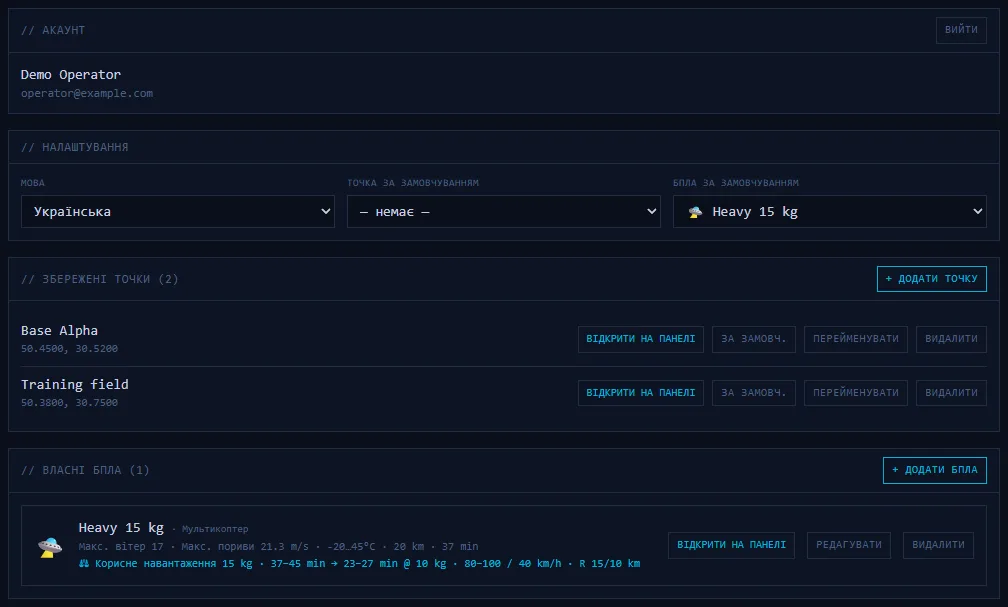 // АКАУНТ
ВИЙТИ
Demo Operator
operator@example.com
// НАЛАШТУВАННЯ
МОВА
ТОЧКА ЗА ЗАМОВЧУВАННЯМ
БПЛА ЗА ЗАМОВЧУВАННЯМ
Українська
— немає —
Heavy 15 kg
// ЗБЕРЕЖЕНІ ТОЧКИ (2)
+ ДОДАТИ ТОЧКУ
Base Alpha
50.4500, 30.5200
ВІДКРИТИ НА ПАНЕЛІ
ЗА ЗАМОВЧ.
ПЕРЕЙМЕНУВАТИ
ВИДАЛИТИ
Training field
50.3800, 30.7500
ВІДКРИТИ НА ПАНЕЛІ
ЗА ЗАМОВЧ.
ПЕРЕЙМЕНУВАТИ
ВИДАЛИТИ
// ВЛАСНІ БПЛА (1)
+ ДОДАТИ БПЛА
Heavy 15 kg · Мультикоптер
Макс. вітер 17 · Макс. пориви 21.3 m/s · -20…45°C · 20 km · 37 min
Корисне навантаження 15 kg · 37–45 min → 23–27 min @ 10 kg · 80–100 / 40 km/h · R 15/10 km
ВІДКРИТИ НА ПАНЕЛІ
РЕДАГУВАТИ
ВИДАЛИТИ